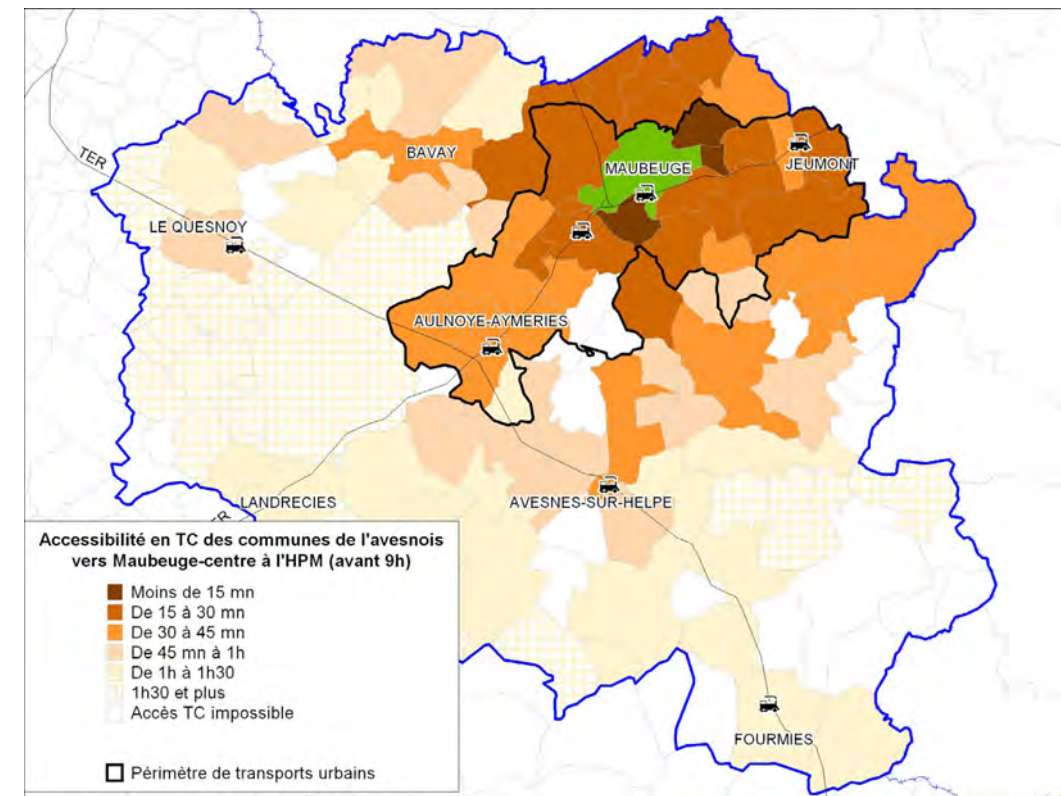 BAVAY
MAUBEUGE
JEUMONT
TER
LE QUESNOY
AULNOYE-AYMERIES
LANDRECIES
AVESNES-SUR-HELPE
ER
FOURMIES
Accessibilité en TC des communes de l'avesnois
vers Maubeuge-centre à l'HPM (avant 9h)
Moins de 15 mn
De 15 à 30 mn
De 30 à 45 mn
De 45 mn à 1h
De 1h à 1h30
1h30 et plus
Accès TC impossible
Périmètre de transports urbains